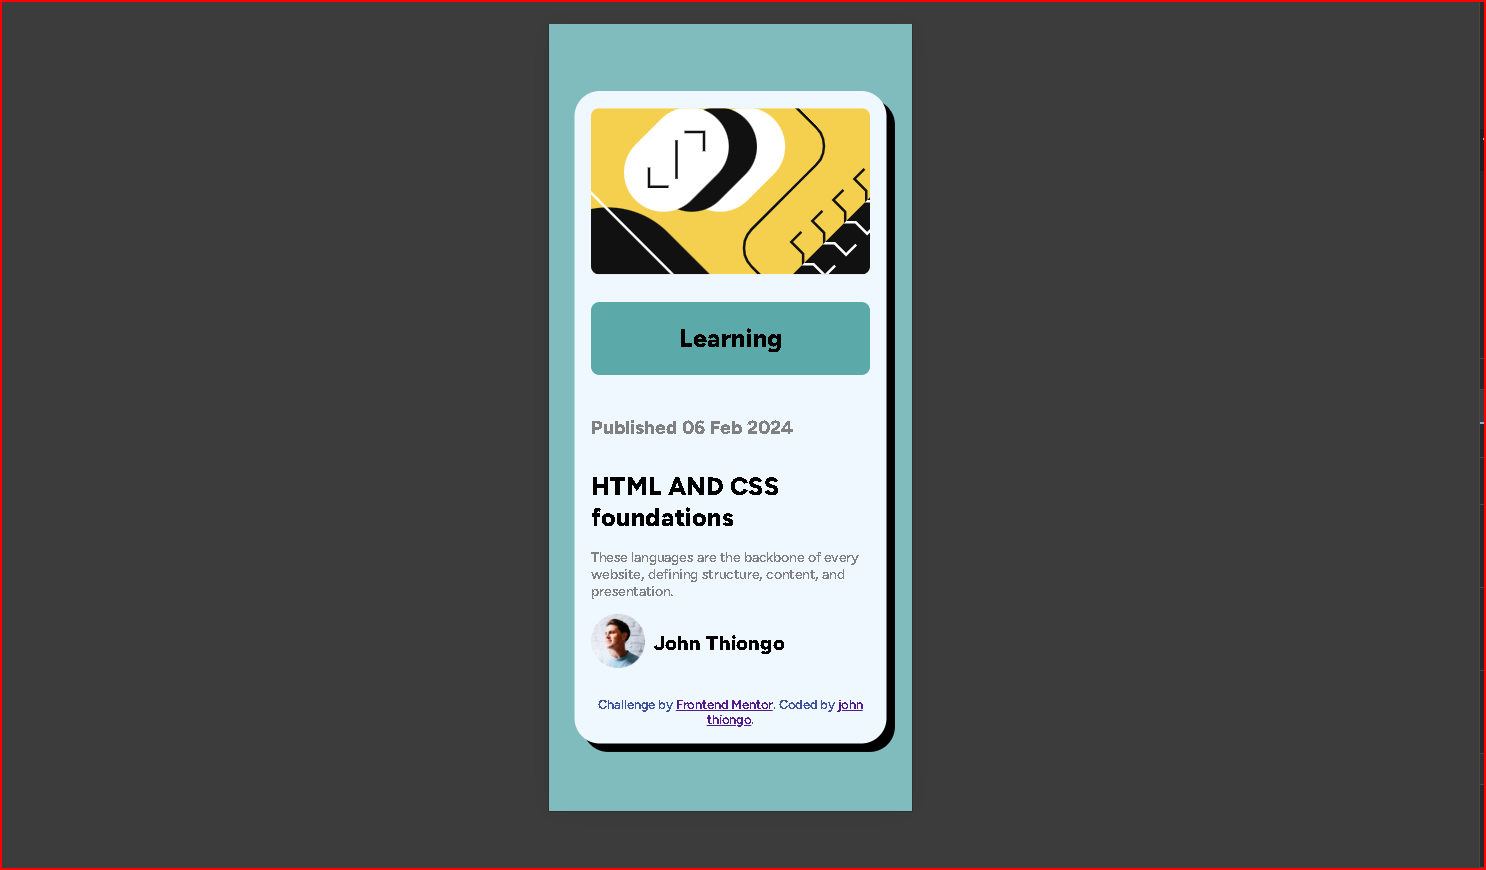 Learning
Published 06 Feb 2024
HTML AND CSS
foundations
These languages are the backbone of every
website, defining structure, content, and
presentation.
John Thiongo
Challenge by Frontend Mentor. Coded by john
thiongo.